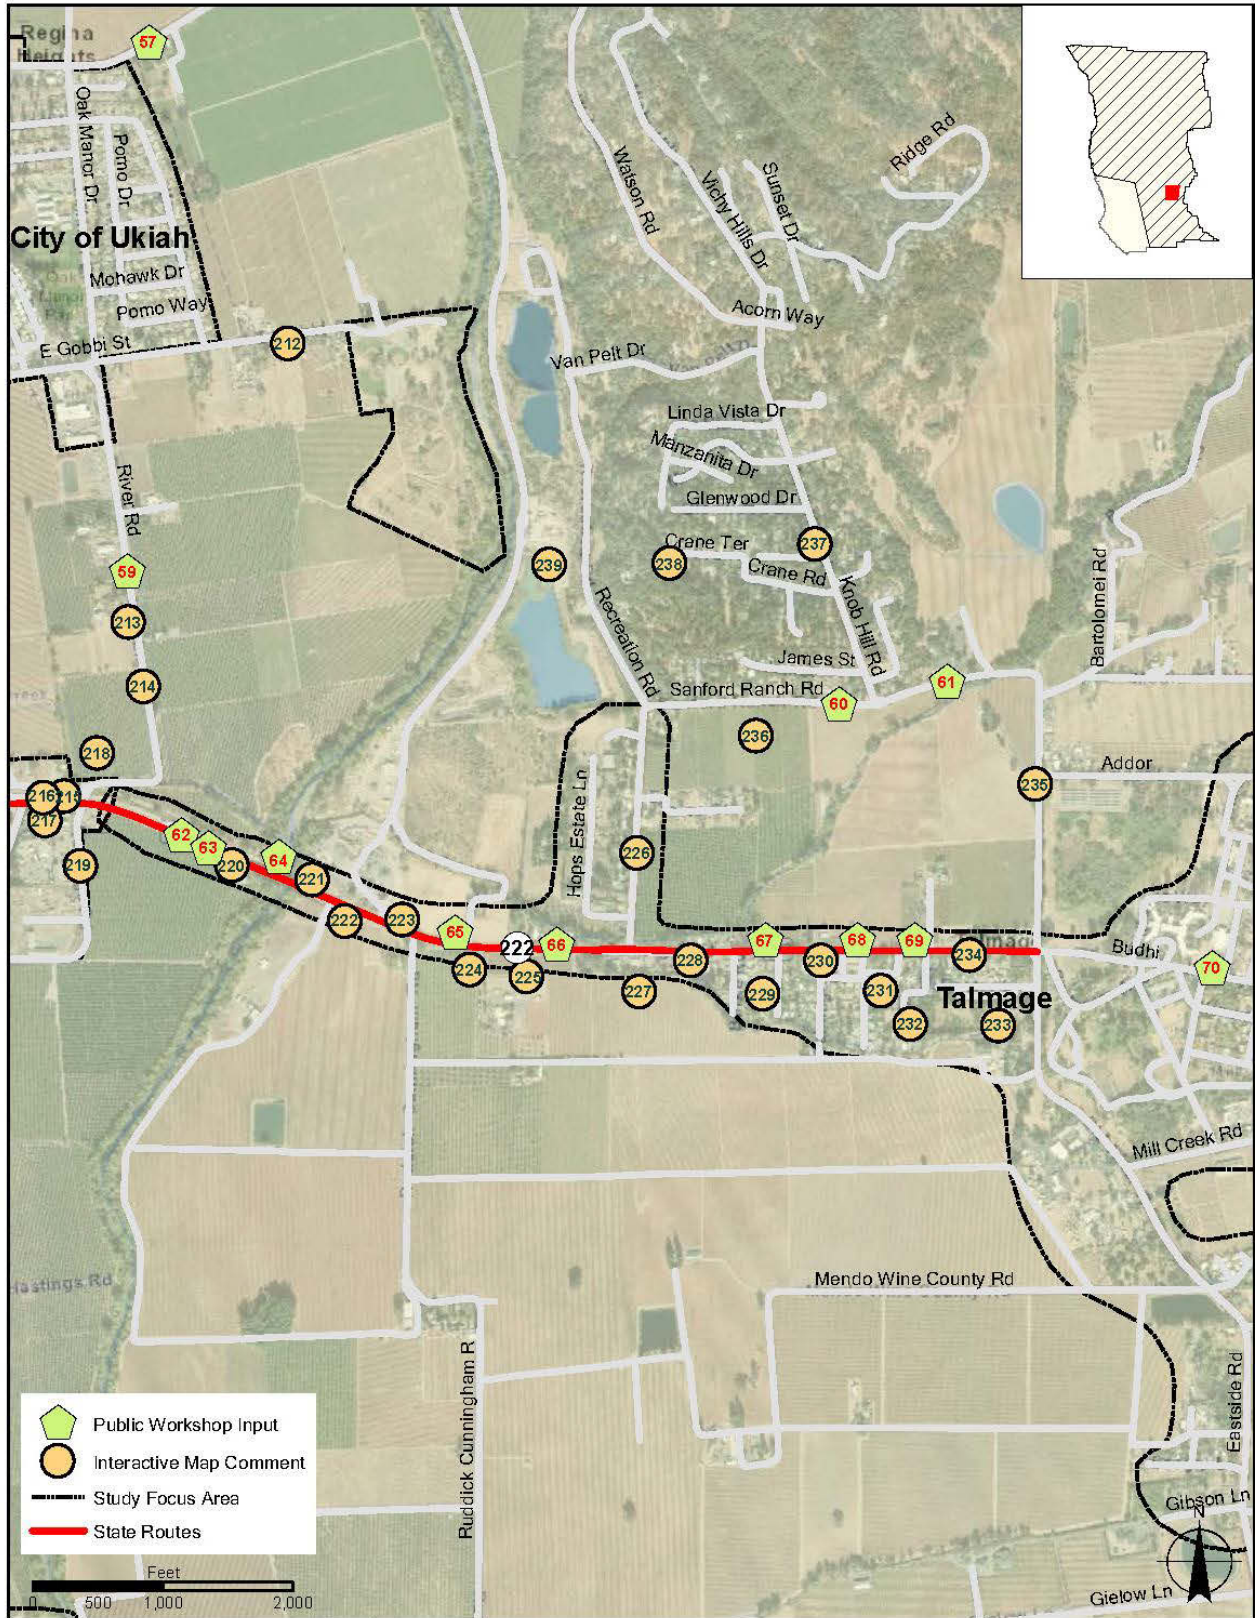 Regina
Heights
57
Oak Manor Dr
Pomo Dr
City of Ukiah
Mohawk Dr
Pomo Way
E Gobbi St
212
Watson Rd
Vichy Hills Dr
Sunset Dr
Ridge Rd
Acorn Way
Van Pelt Dr
Linda Vista Dr
Manzanita Dr
Glenwood Dr
River Rd
59
213
214
239
238
Crane Ter
237
Crane Rd
Knob Hill Rd
Bartolomei Rd
Recreation Rd
James St
Sanford Ranch Rd
60
61
236
235
Addor
218
216
215
217
219
62
63
220
64
221
222
223
65
222
66
224
225
Hops Estate Ln
226
227
228
67
229
230
68
69
231
232
234
233
Talmage
Budhi
70
Mill Creek Rd
Hastings Rd
Mendo Wine County Rd
Ruddick Cunningham R
Eastside Rd
Gibson Ln
Gielow Ln
N
Public Workshop Input
Interactive Map Comment
Study Focus Area
State Routes
Feet
0 500 1,000 2,000